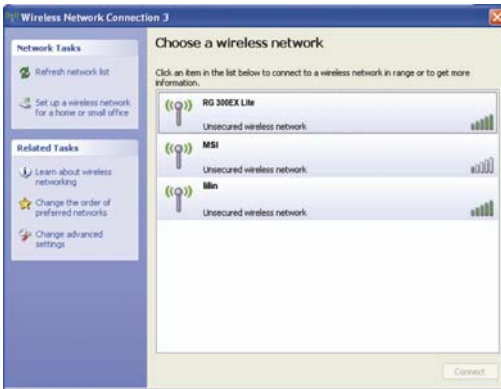 Wireless Network Connection 3
Network Tasks
Refresh network list
Set up a wireless network
for a home or small office
Related Tasks
Learn about wireless
networking
Change the order of
preferred networks
Change advanced
settings
Choose a wireless network
Click an item in the list below to connect to a wireless network in range or to get more
information.
RG 300EX Lite
Unsecured wireless network
MSI
Unsecured wireless network
lilin
Unsecured wireless network
Connect